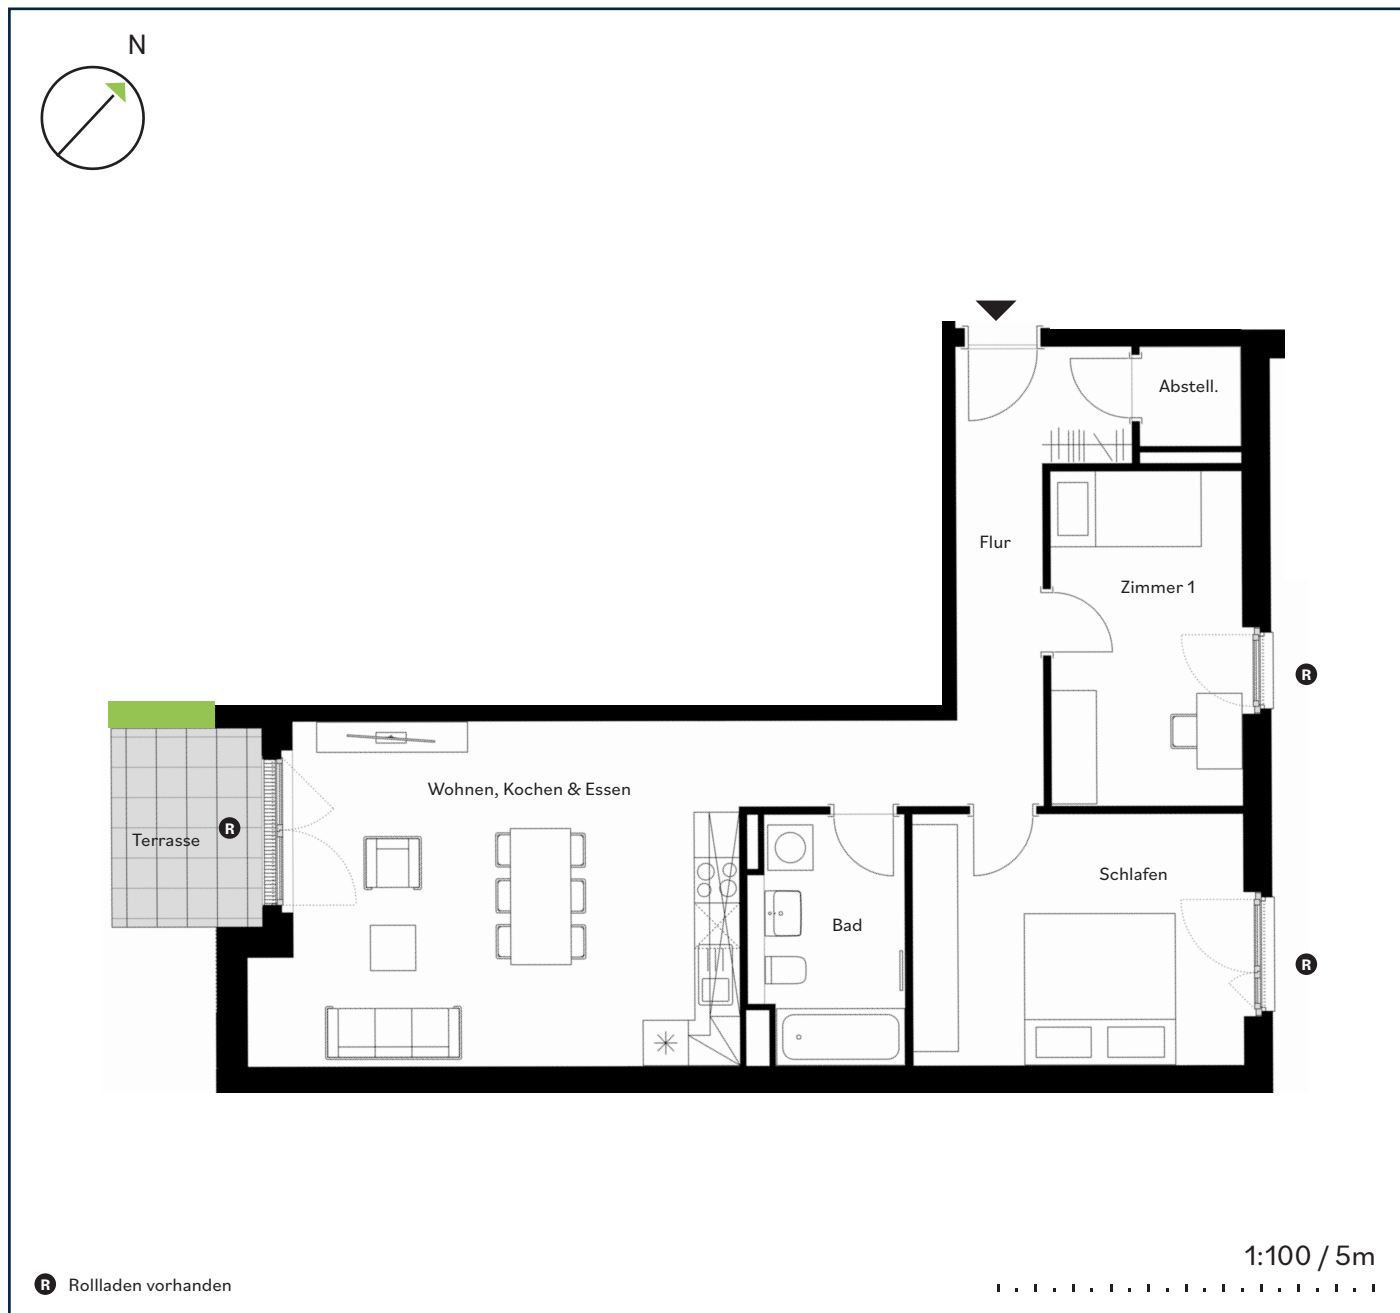 N
Abstell.
Flur
Zimmer 1
R
Wohnen, Kochen & Essen
R
Terrasse
Schlafen
Bad
R
1:100 / 5m
R Rollladen vorhanden